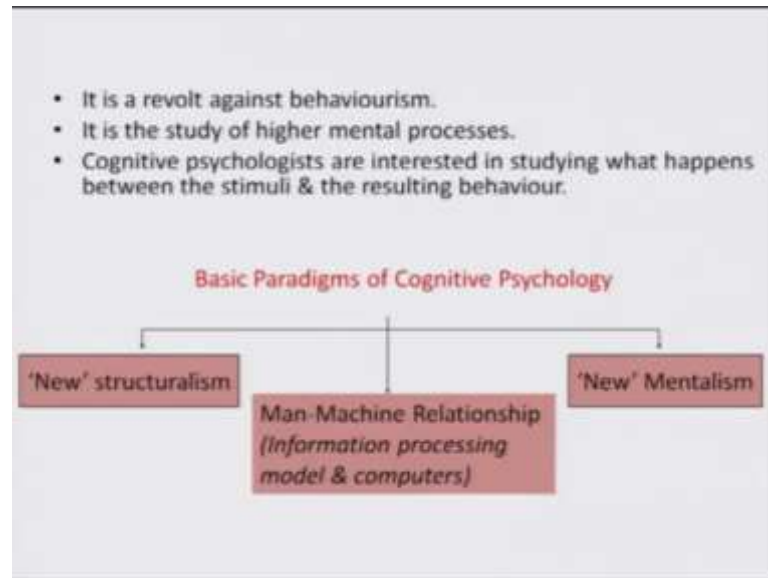 • It is a revolt against behaviourism.
• It is the study of higher mental processes.
• Cognitive psychologists are interested in studying what happens
between the stimuli & the resulting behaviour.
Basic Paradigms of Cognitive Psychology
'New' structuralism
Man-Machine Relationship
(Information processing
model & computers)
'New' Mentalism